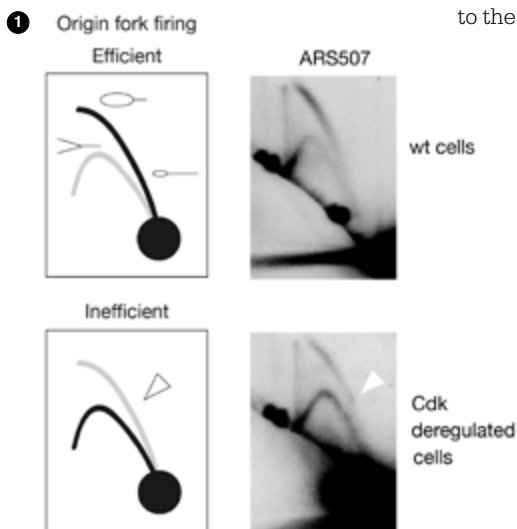 1
to the
Origin fork firing
Efficient
ARS507
wt cells
Inefficient
Cdk
deregulated
cells